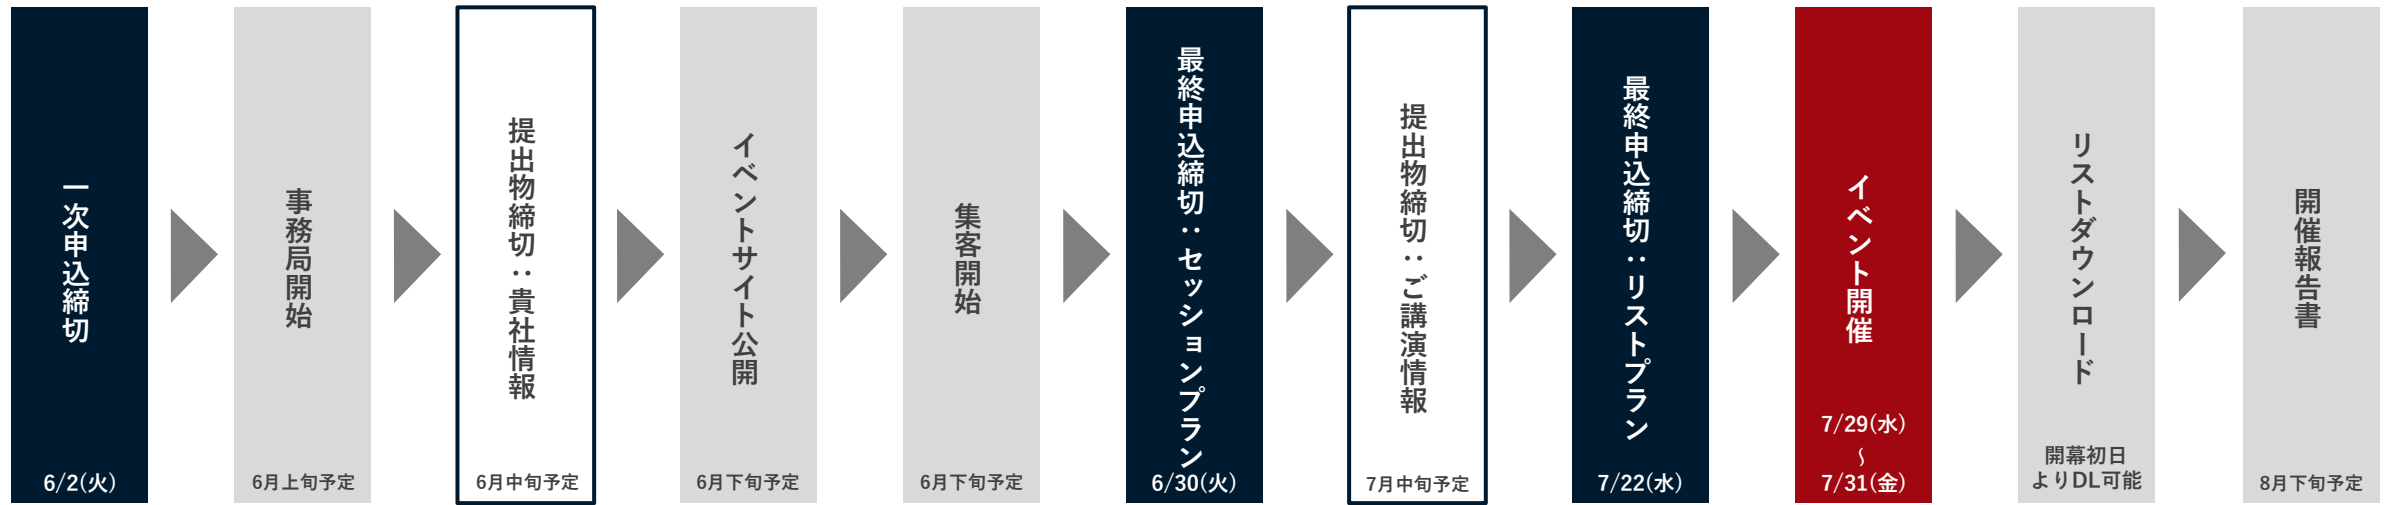 一次申込締切
6/2(火)
事務局開始
6月上旬予定
提出物締切：貴社情報
6月中旬予定
イベントサイト公開
6月下旬予定
集客開始
6月下旬予定
最終申込締切：セッションプラン
6/30(火)
提出物締切：ご講演情報
7月中旬予定
最終申込締切：リストプラン
7/22(水)
イベント開催
7/29(水)
～
7/31(金)
リストダウンロード
開幕初日
よりDL可能
開催報告書
8月下旬予定